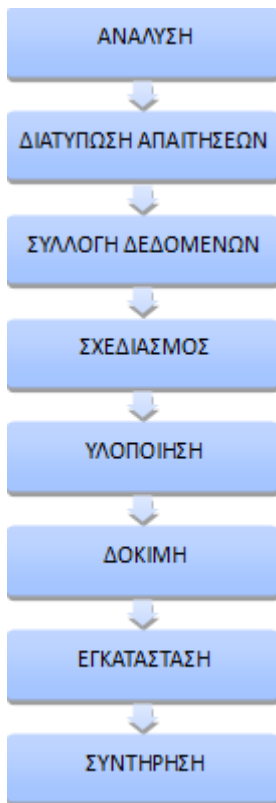 ΑΝΑΛΥΣΗ
ΔΙΑΤΥΠΩΣΗ ΑΠΑΙΤΗΣΕΩΝ
ΣΥΛΛΟΓΗ ΔΕΔΟΜΕΝΩΝ
ΣΧΕΔΙΑΣΜΟΣ
ΥΛΟΠΟΙΗΣΗ
ΔΟΚΙΜΗ
ΕΓΚΑΤΑΣΤΑΣΗ
ΣΥΝΤΗΡΗΣΗ